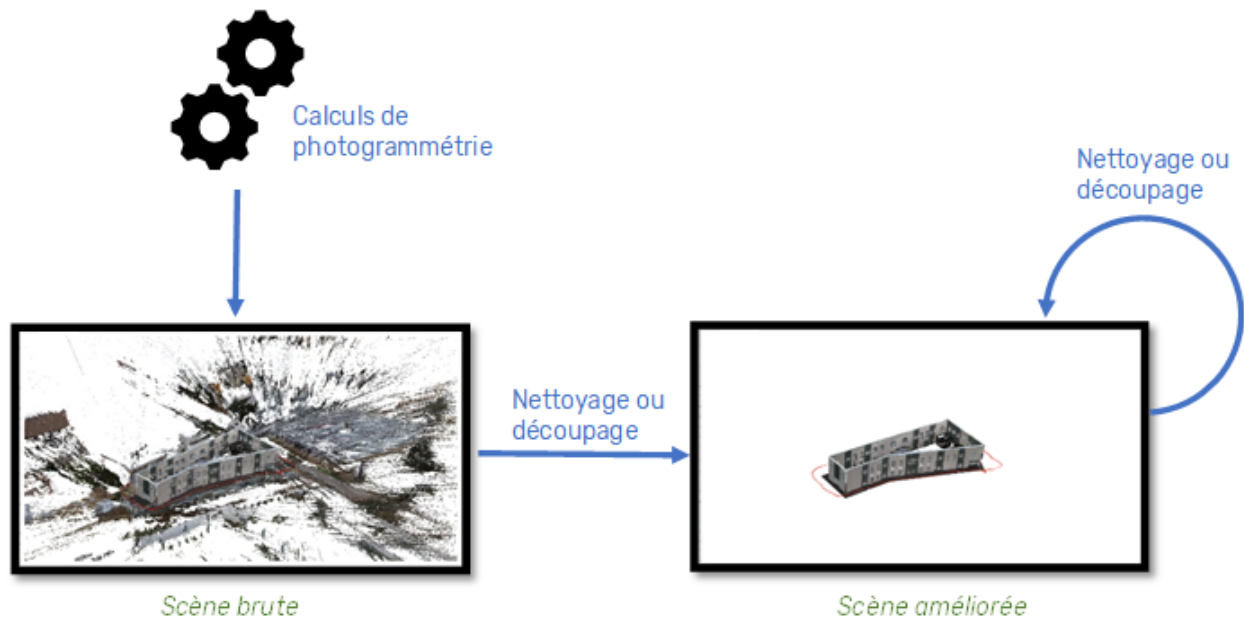 Calculs de
photogrammétrie
Nettoyage ou
découpage
Nettoyage ou
découpage
Scène brute
Scène améliorée